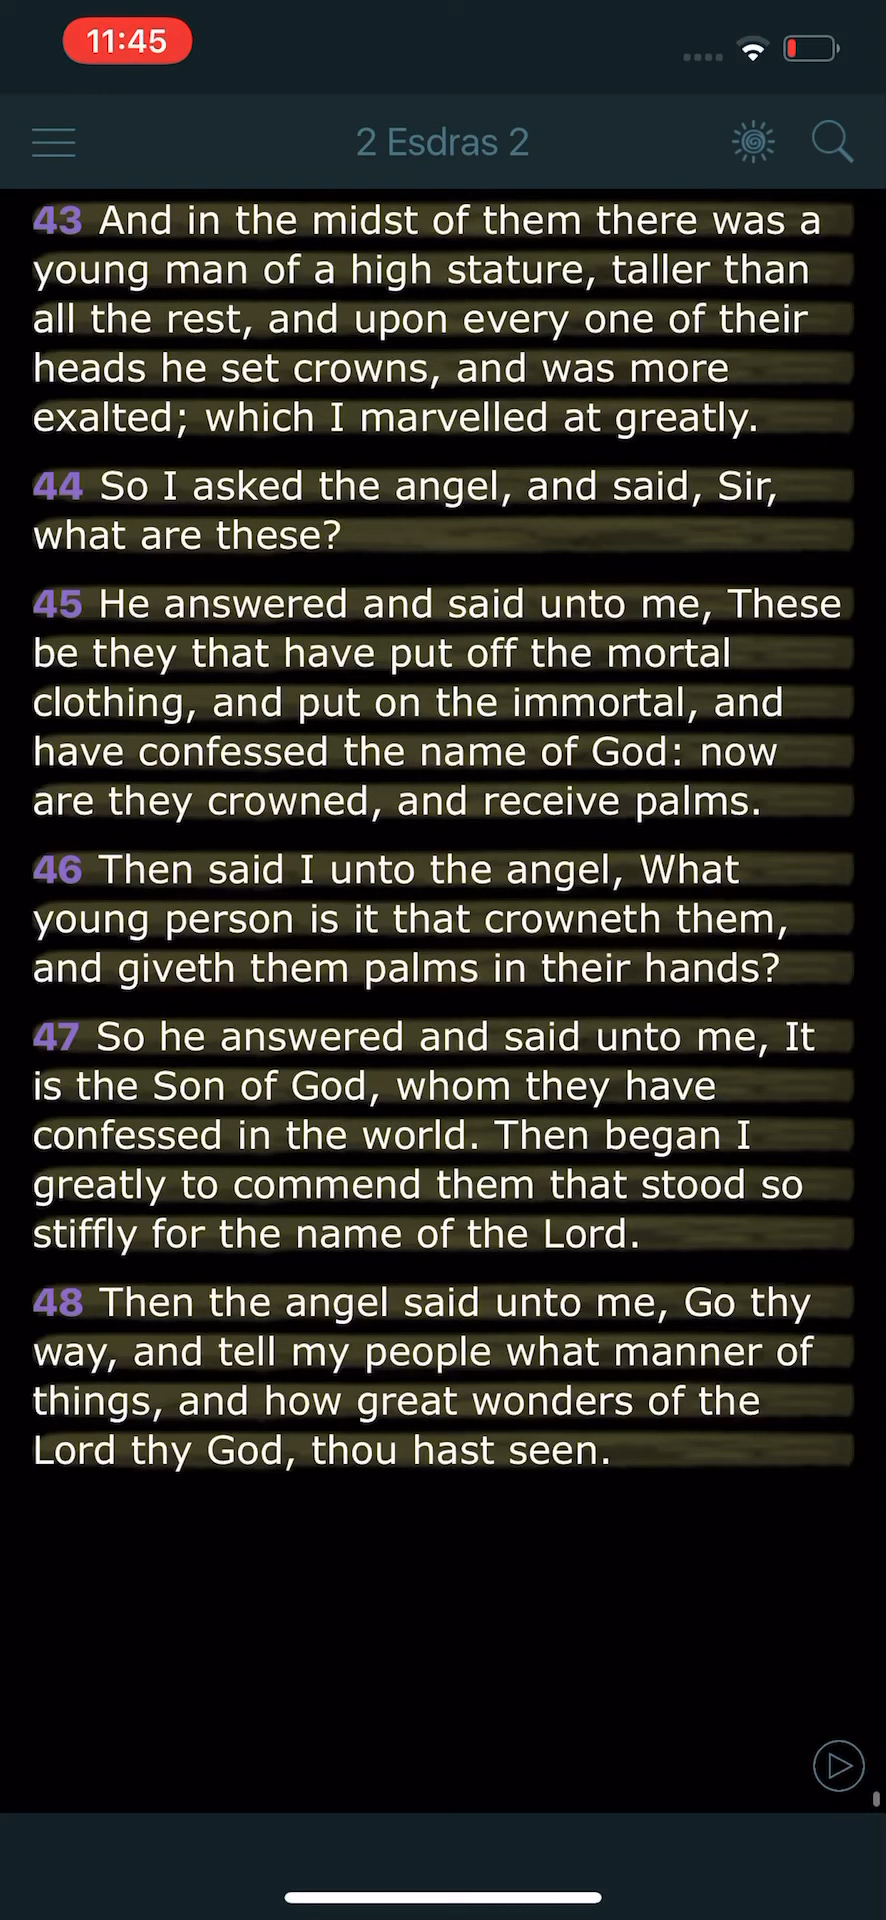 11:45
2 Esdras 2
43 And in the midst of them there was a
young man of a high stature, taller than
all the rest, and upon every one of their
heads he set crowns, and was more
exalted; which I marvelled at greatly.
44 So I asked the angel, and said, Sir,
what are these?
45 He answered and said unto me, These
be they that have put off the mortal
clothing, and put on the immortal, and
have confessed the name of God: now
are they crowned, and receive palms.
46 Then said I unto the angel, What
young person is it that crowneth them,
and giveth them palms in their hands?
47 So he answered and said unto me, It
is the Son of God, whom they have
confessed in the world. Then began I
greatly to commend them that stood so
stiffly for the name of the Lord.
48 Then the angel said unto me, Go thy
way, and tell my people what manner of
things, and how great wonders of the
Lord thy God, thou hast seen.